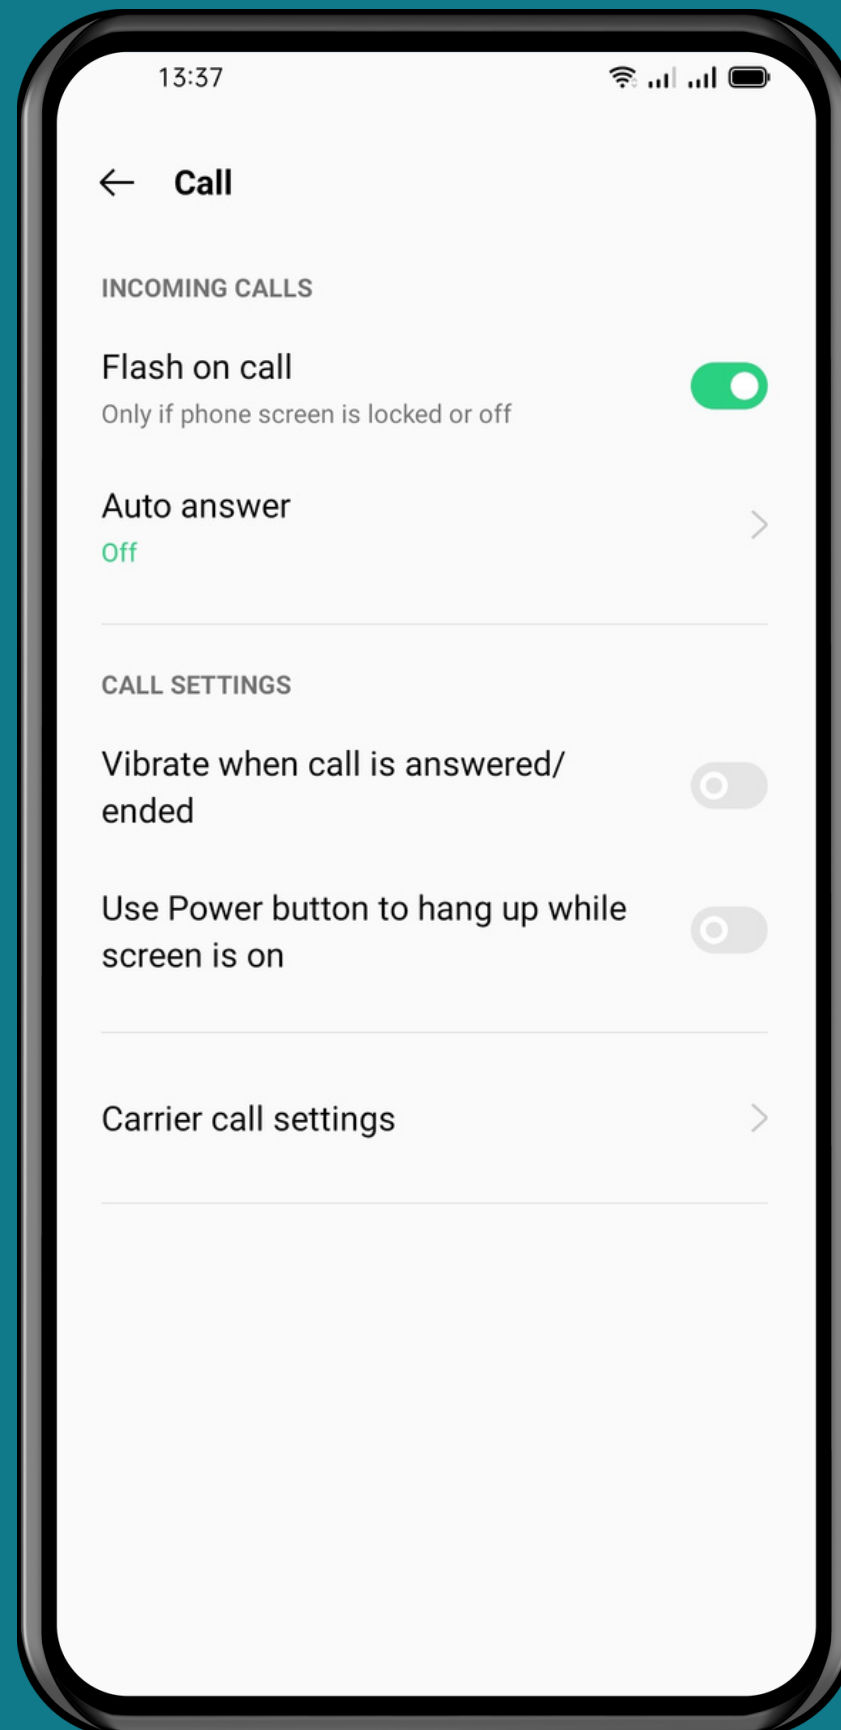 13:37
Call
INCOMING CALLS
Flash on call
Only if phone screen is locked or off
Auto answer
Off
CALL SETTINGS
Vibrate when call is answered/
ended
Use Power button to hang up while
screen is on
Carrier call settings